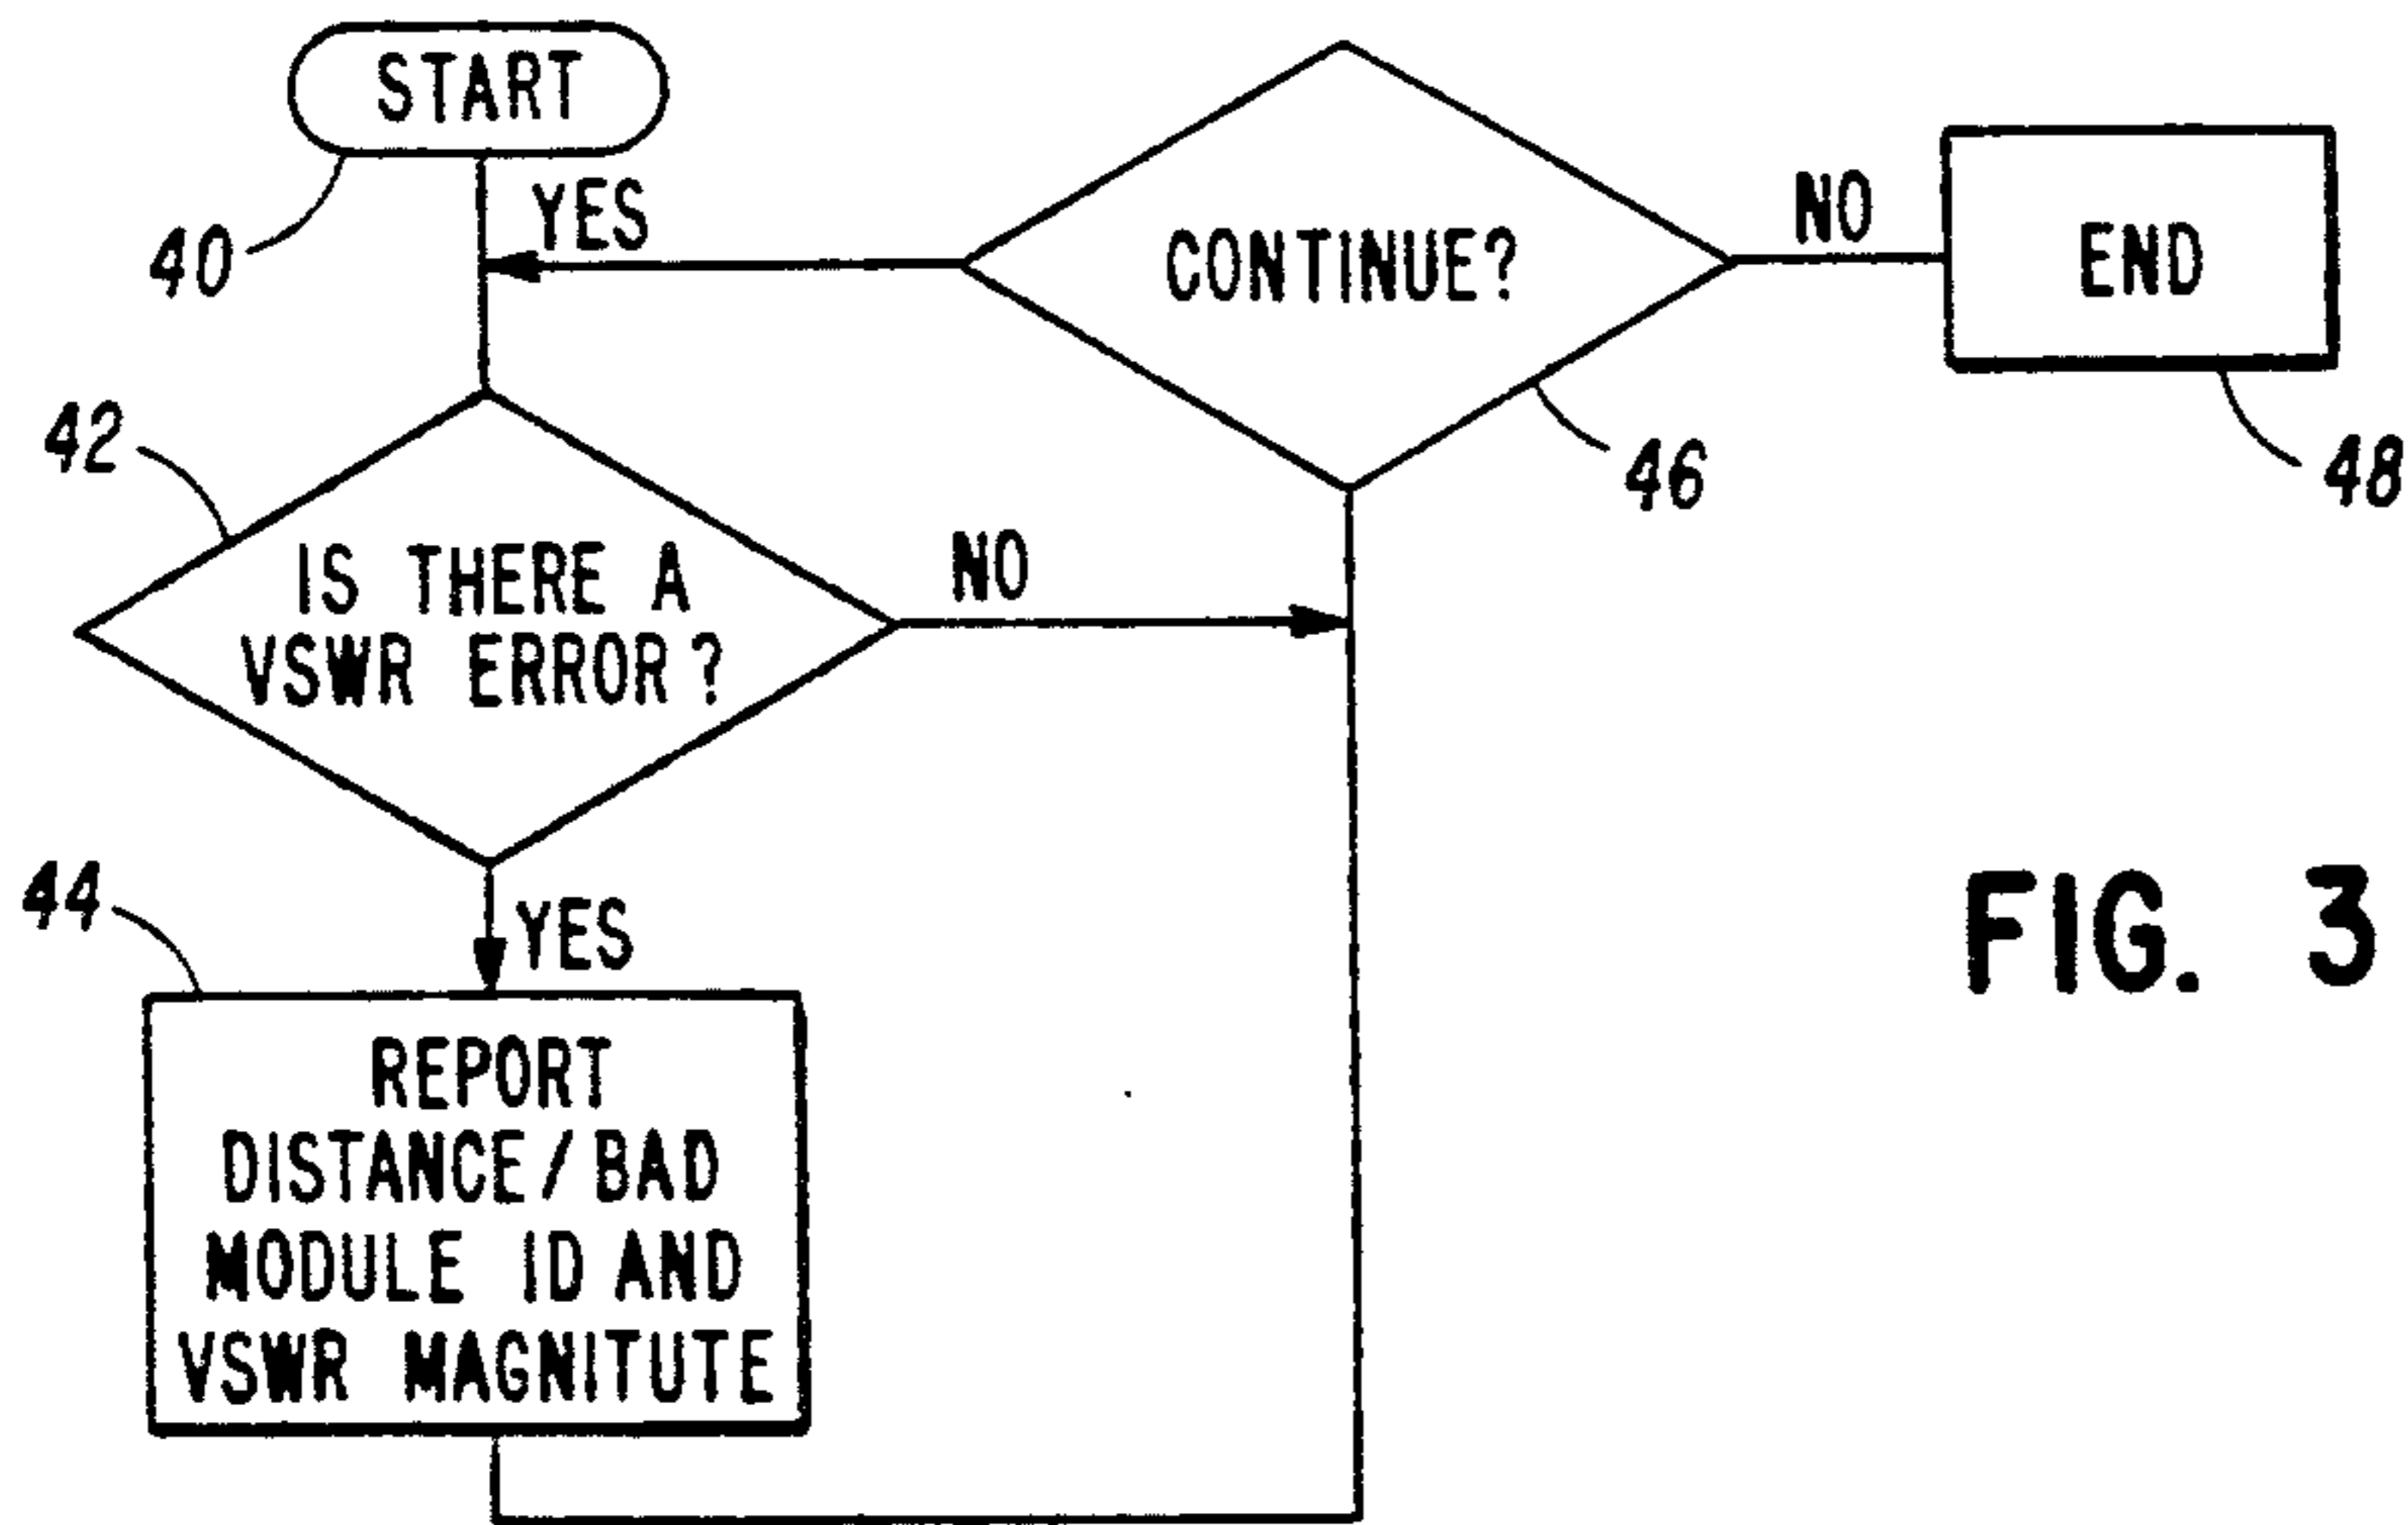 START
40
YES
CONTINUE?
NO
END
46
48
42
IS THERE A
VSWR ERROR?
NO
44
YES
REPORT
DISTANCE/BAD
MODULE ID AND
VSWR MAGNITUTE
FIG. 3